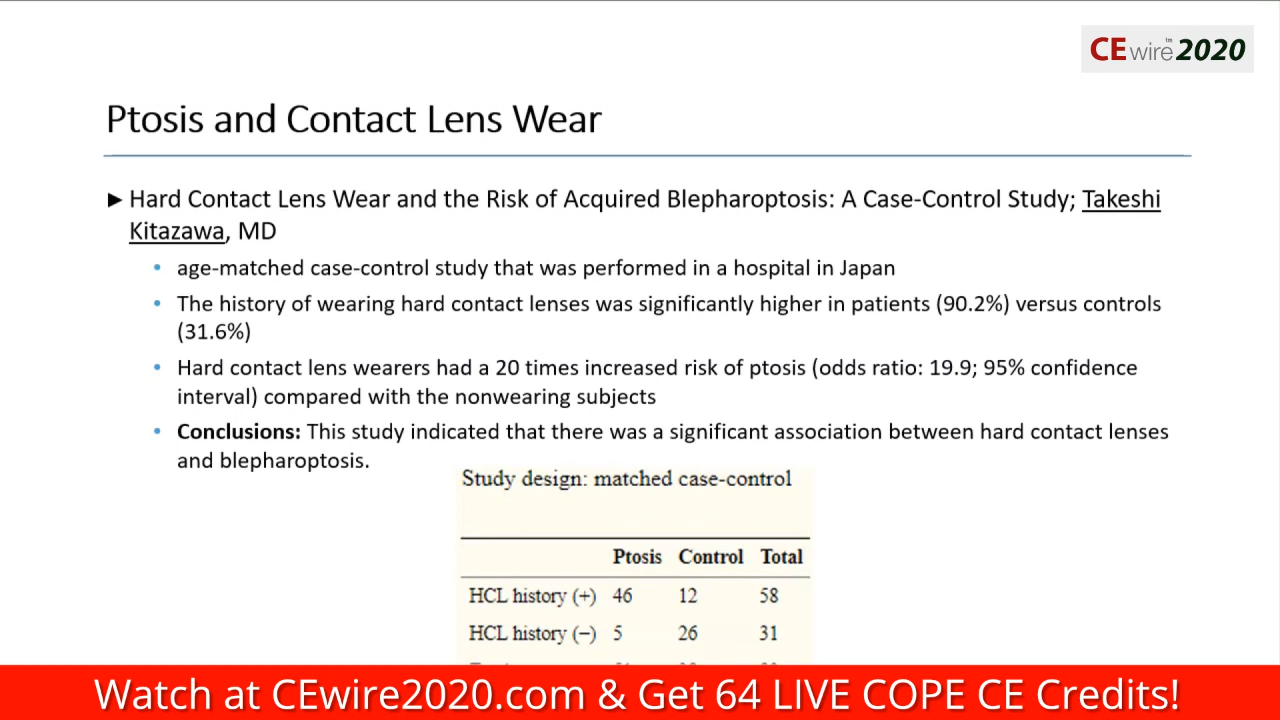 CEwire™2020
Ptosis and Contact Lens Wear
► Hard Contact Lens Wear and the Risk of Acquired Blepharoptosis: A Case-Control Study; Takeshi
Kitazawa, MD
• age-matched case-control study that was performed in a hospital in Japan
• The history of wearing hard contact lenses was significantly higher in patients (90.2%) versus controls
(31.6%)
• Hard contact lens wearers had a 20 times increased risk of ptosis (odds ratio: 19.9; 95% confidence
interval) compared with the nonwearing subjects
• Conclusions: This study indicated that there was a significant association between hard contact lenses
and blepharoptosis.
Study design: matched case-control
Ptosis Control Total
HCL history (+) 46 12 58
HCL history (−) 5 26 31
Watch at CEwire2020.com & Get 64 LIVE COPE CE Credits!